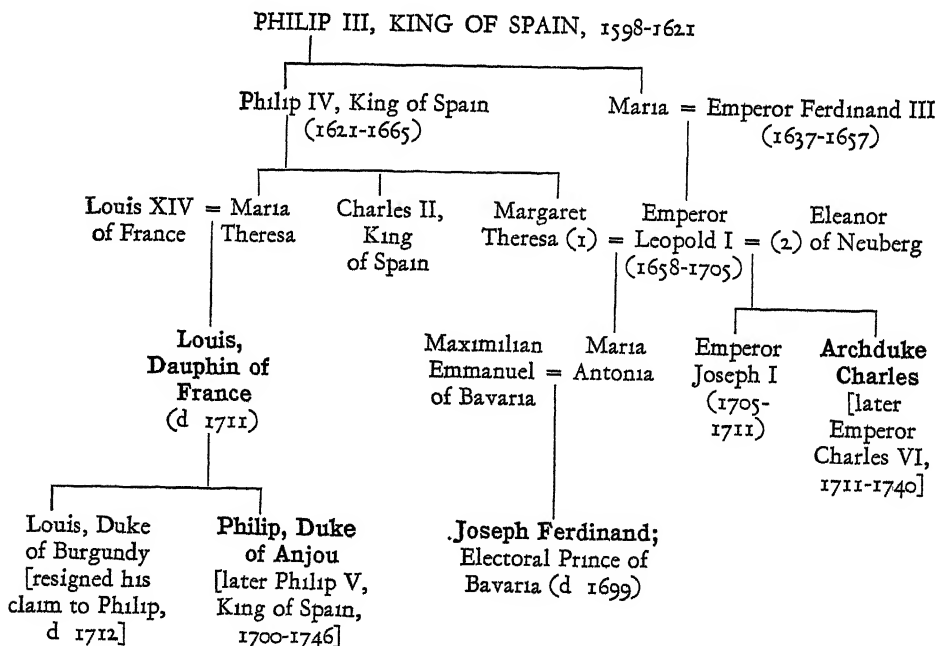 PHILIP III, KING OF SPAIN, 1598-1621
Philip IV, King of Spain
(1621-1665)
Maria = Emperor Ferdinand III
(1637-1657)
Louis XIV = Maria
of France Theresa
Charles II,
King
of Spain
Margaret
Theresa (1) =
Emperor
Leopold I = (2)
(1658-1705)
Eleanor
of Neuberg
Louis,
Dauphin of
France
(d 1711)
Maximilian
Emmanuel =
of Bavaria
Maria
Antonia
Emperor
Joseph I
(1705-
1711)
Archduke
Charles
[later
Emperor
Charles VI,
1711-1740]
Louis, Duke
of Burgundy
[resigned his
claim to Philip,
d 1712]
Philip, Duke
of Anjou
[later Philip V,
King of Spain,
1700-1746]
Joseph Ferdinand;
Electoral Prince of
Bavaria (d 1699)